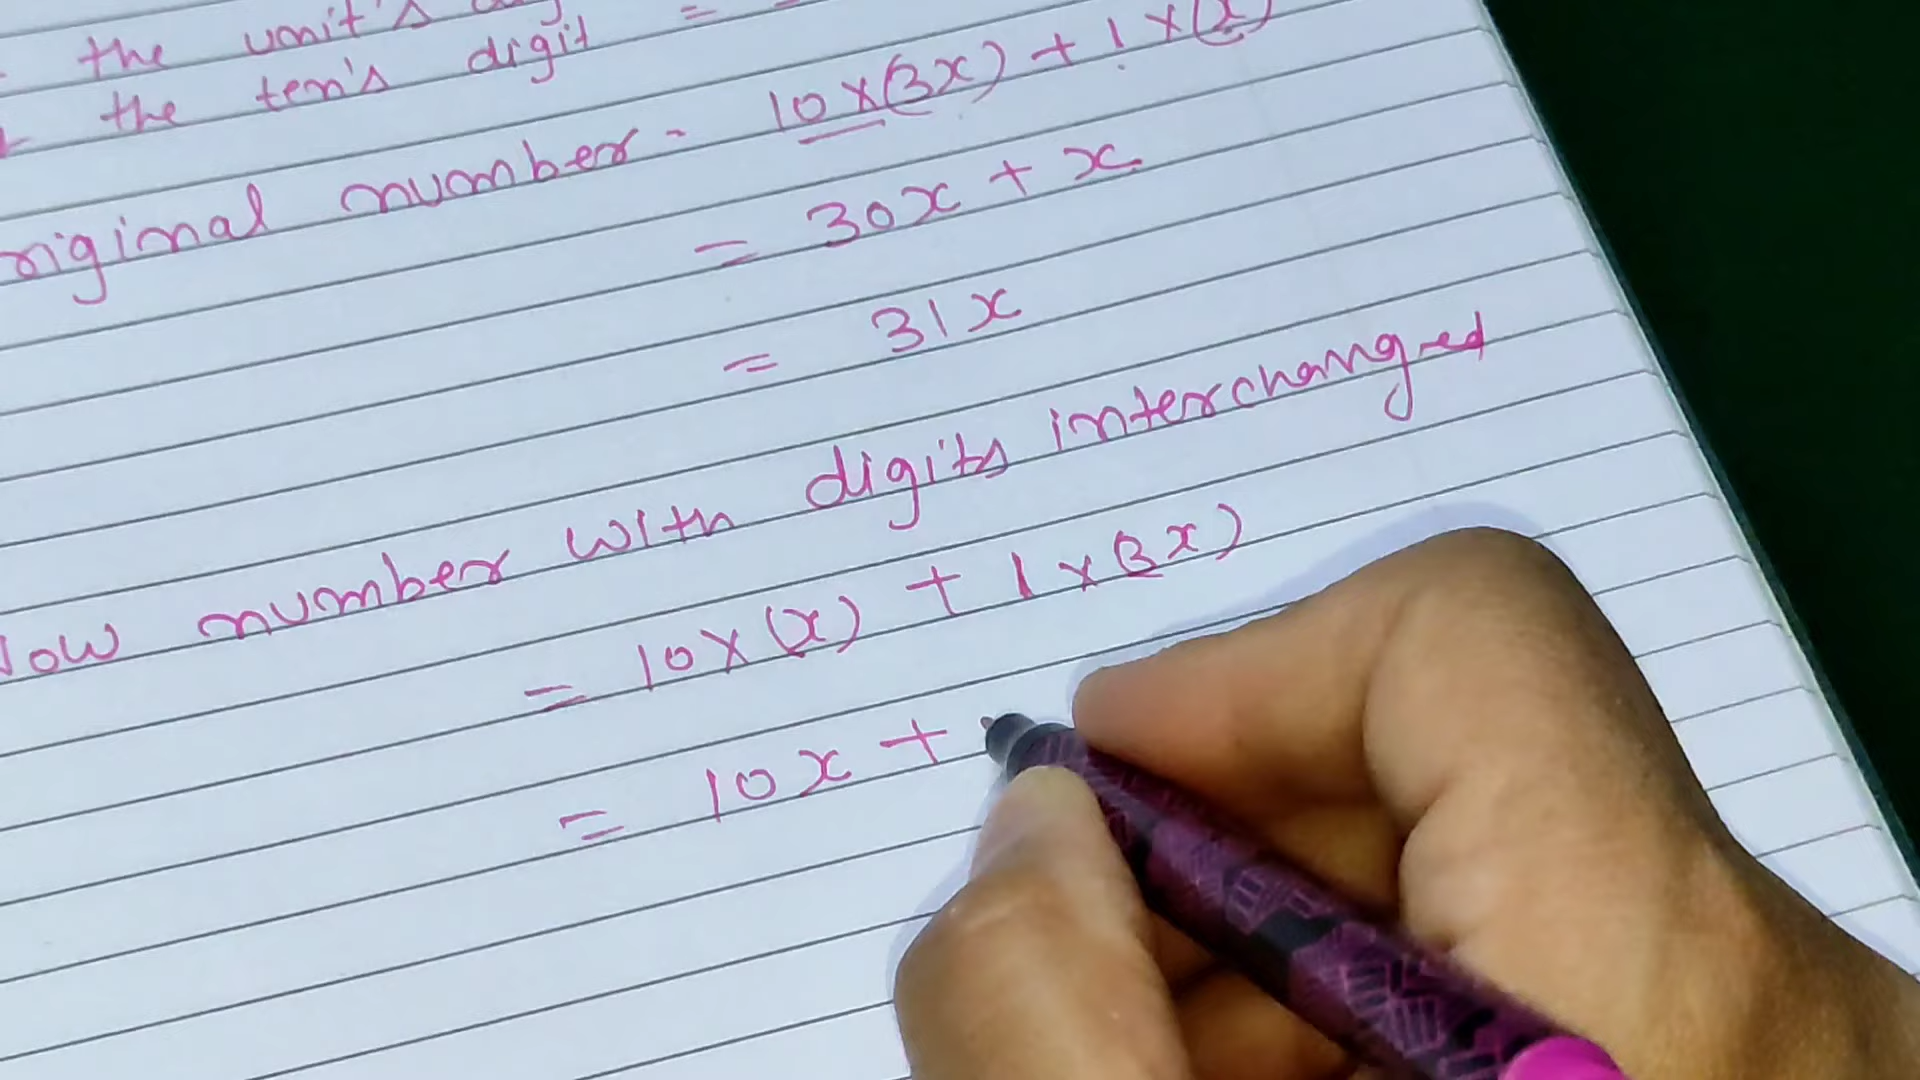 the unit's
the ten's digit =
original number = 10×(3x) + 1×(x)
= 30x + x
= 31x
Now number with digits interchanged
= 10×(x) + 1×(3x)
= 10x +